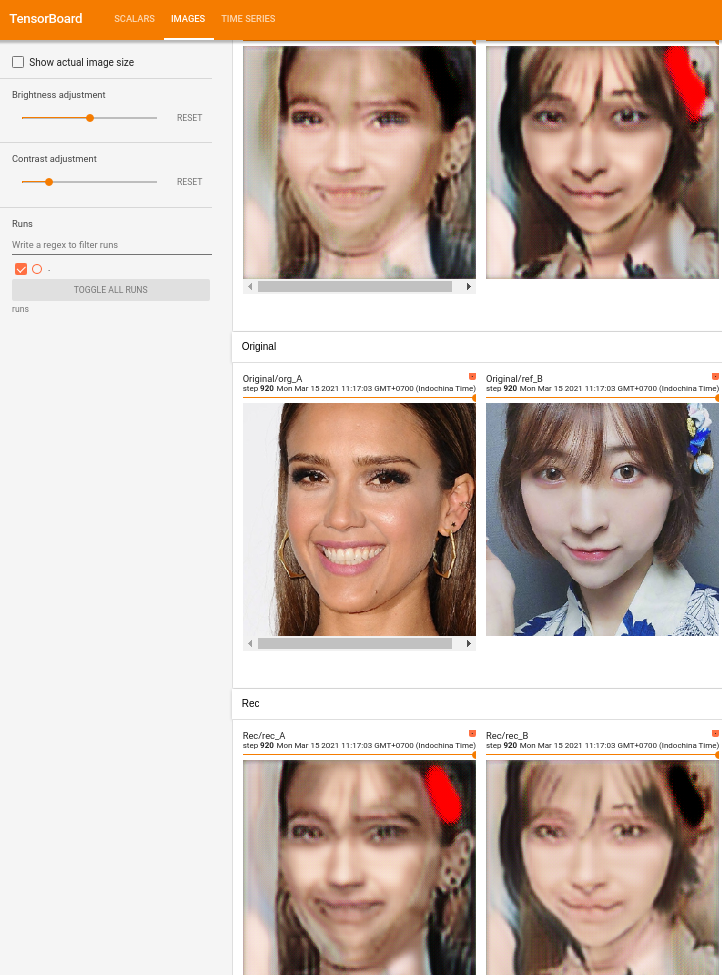 TensorBoard
SCALARS
IMAGES
TIME SERIES
Show actual image size
Brightness adjustment
RESET
Contrast adjustment
RESET
Runs
Write a regex to filter runs
.
TOGGLE ALL RUNS
runs
Original
Original/org_A
step 920 Mon Mar 15 2021 11:17:03 GMT+0700 (Indochina Time)
Original/ref_B
step 920 Mon Mar 15 2021 11:17:03 GMT+0700 (Indochina Time)
Rec
Rec/rec_A
step 920 Mon Mar 15 2021 11:17:03 GMT+0700 (Indochina Time)
Rec/rec_B
step 920 Mon Mar 15 2021 11:17:03 GMT+0700 (Indochina Time)